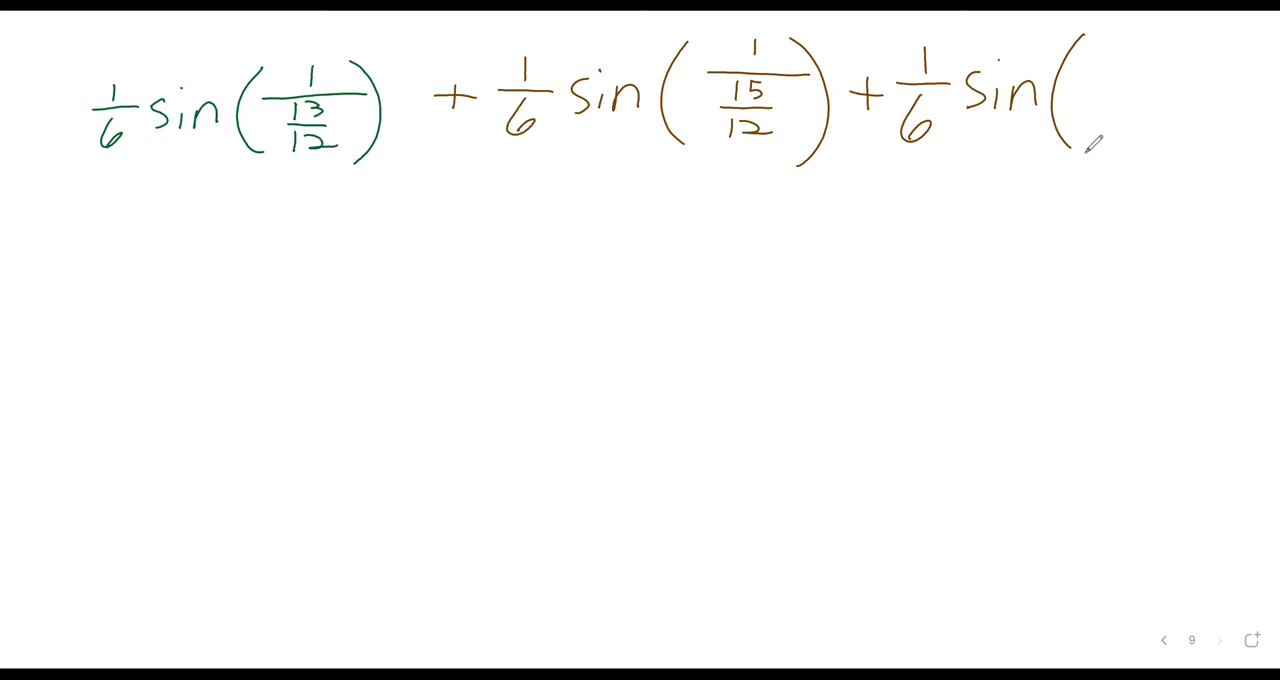 1/6 sin(1/(13/12)) + 1/6 sin(1/(15/12)) + 1/6 sin(
9